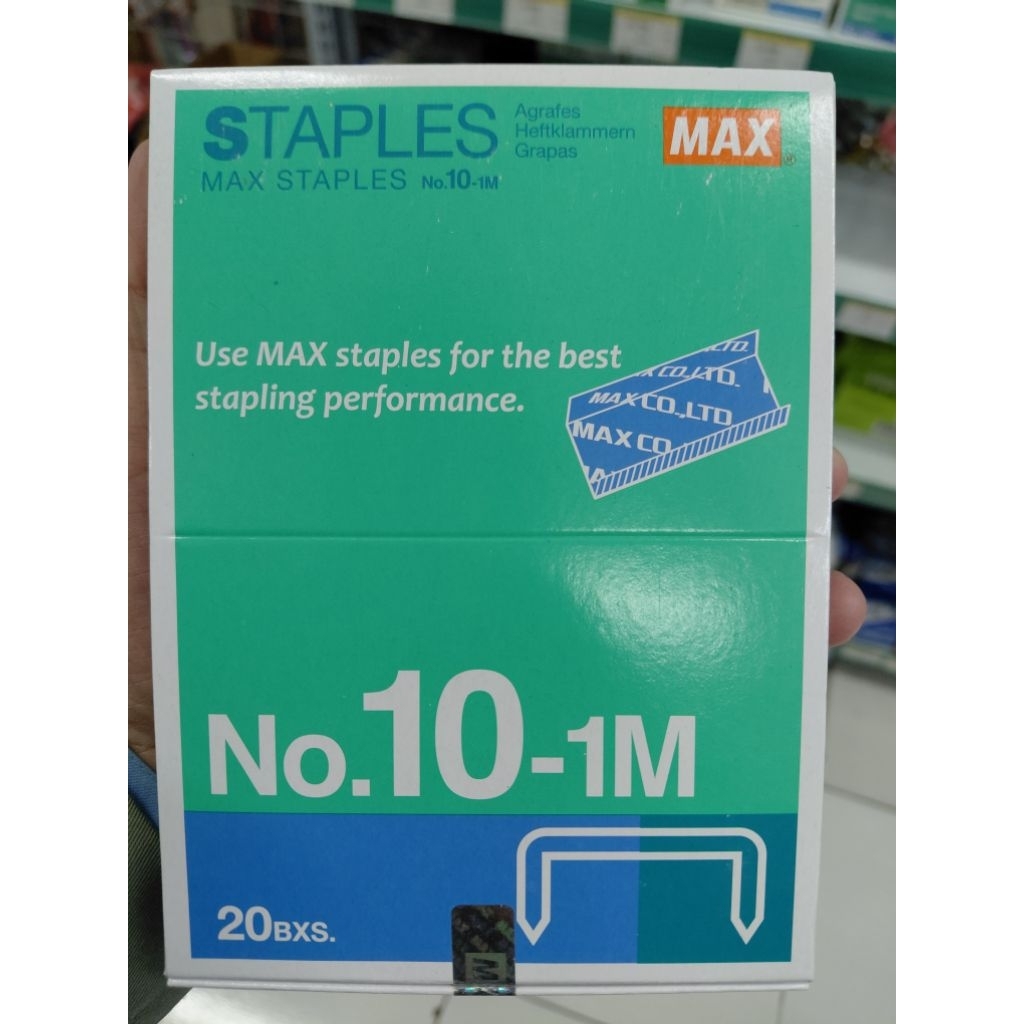 STAPLES
Agrafes
Heftklammern
Grapas
MAX®
MAX STAPLES No.10-1M
Use MAX staples for the best
stapling performance.
LTD.
X CO.,LTD.
MAX CO.,LTD
MAX CO.
No.10-1M
20BXS.
M